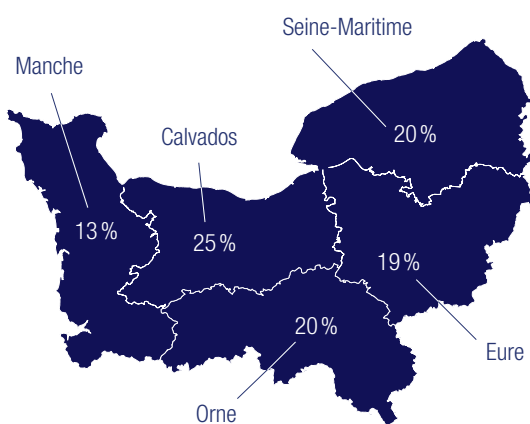 Seine-Maritime
Manche
20 %
Calvados
13 %
25 %
19 %
20 %
Eure
Orne